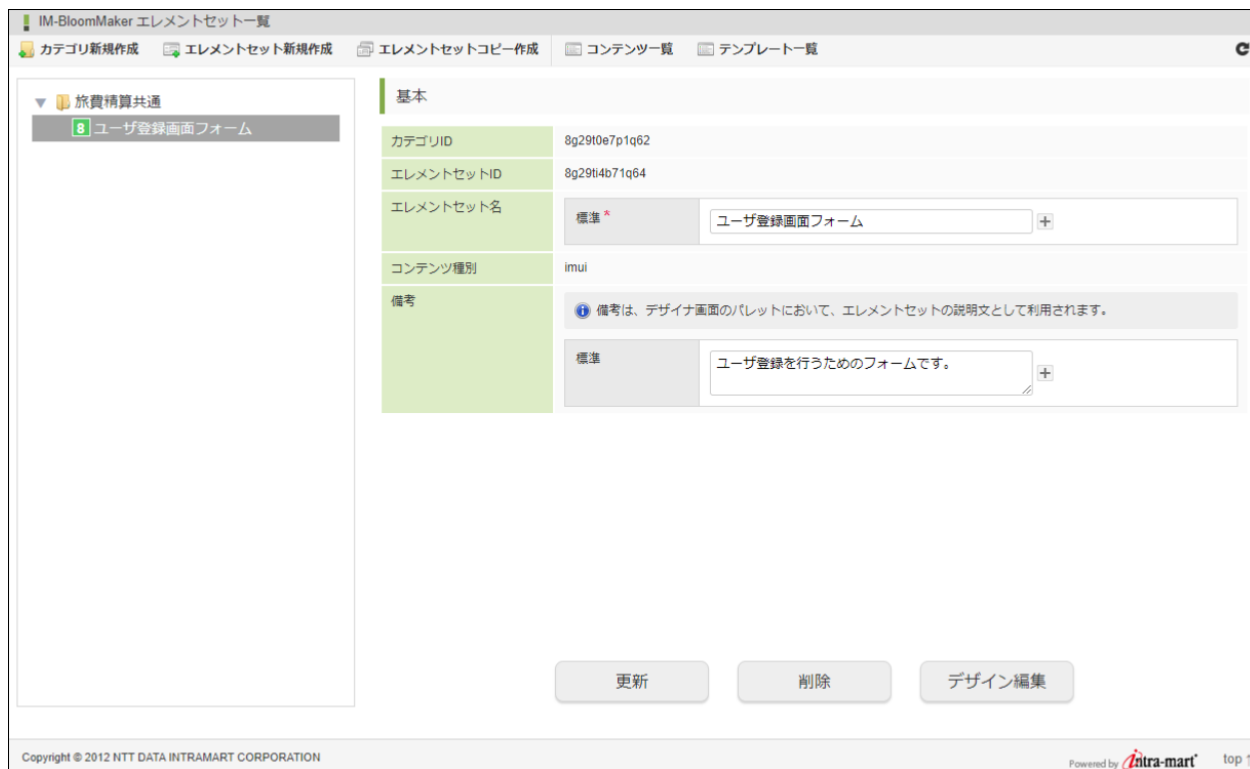 IM-BloomMaker エレメントセット一覧
カテゴリ新規作成 エレメントセット新規作成 エレメントセットコピー作成 コンテンツ一覧 テンプレート一覧
旅費精算共通
8 ユーザ登録画面フォーム
基本
カテゴリID 8g29t0e7p1q62
エレメントセットID 8g29ti4b71q64
エレメントセット名 標準 * ユーザ登録画面フォーム
コンテンツ種別 imui
備考 備考は、デザイナ画面のパレットにおいて、エレメントセットの説明文として利用されます。
標準 ユーザ登録を行うためのフォームです。
更新 削除 デザイン編集
Copyright © 2012 NTT DATA INTRAMART CORPORATION Powered by intra-mart top